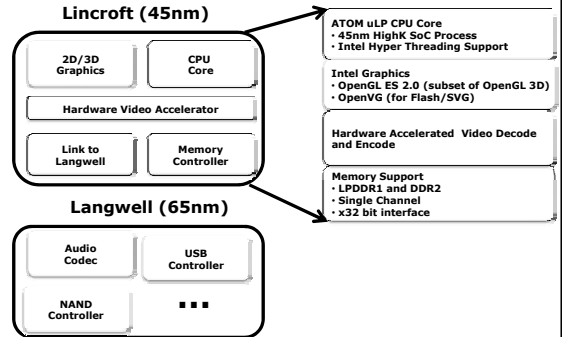 Lincroft (45nm)
2D/3D
Graphics
CPU
Core
Hardware Video Accelerator
Link to
Langwell
Memory
Controller
Langwell (65nm)
Audio
Codec
USB
Controller
NAND
Controller
...
ATOM uLP CPU Core
· 45nm HighK SoC Process
· Intel Hyper Threading Support
Intel Graphics
· OpenGL ES 2.0 (subset of OpenGL 3D)
· OpenVG (for Flash/SVG)
Hardware Accelerated Video Decode
and Encode
Memory Support
· LPDDR1 and DDR2
· Single Channel
· x32 bit interface